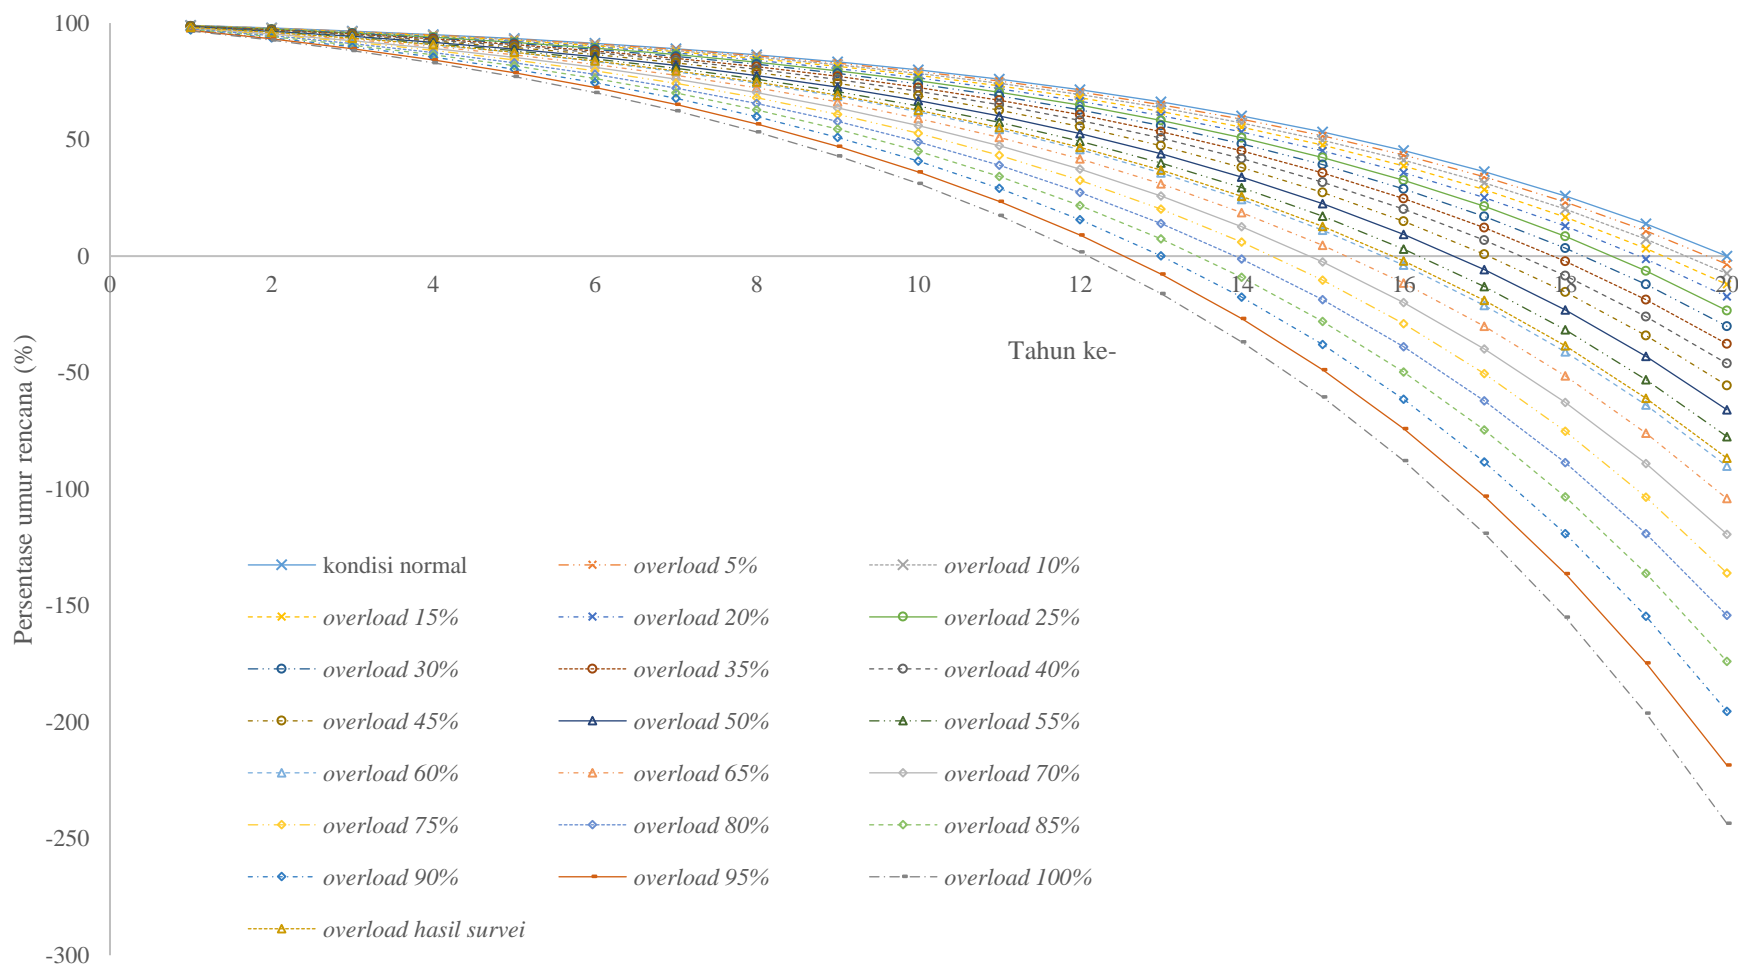 100
50
0
0 2 4 6 8 10 12 14 16 18 20
Tahun ke-
-50
-100
-150
-200
-250
-300
Persentase umur rencana (%)
kondisi normal overload 5% overload 10%
overload 15% overload 20% overload 25%
overload 30% overload 35% overload 40%
overload 45% overload 50% overload 55%
overload 60% overload 65% overload 70%
overload 75% overload 80% overload 85%
overload 90% overload 95% overload 100%
overload hasil survei